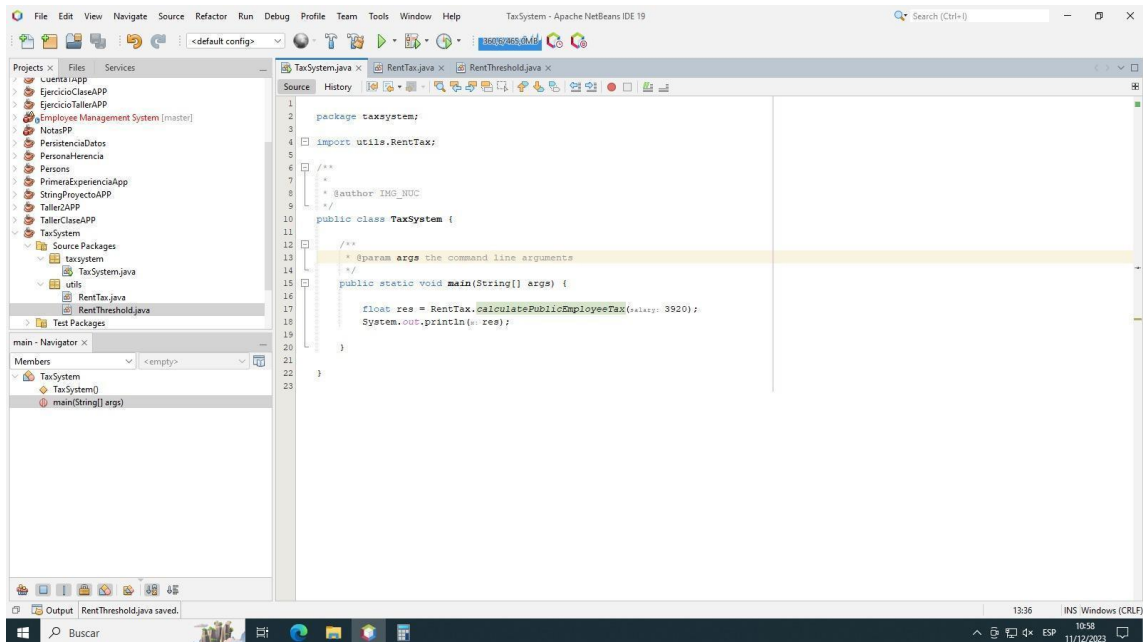 File Edit View Navigate Source Refactor Run Debug Profile Team Tools Window Help TaxSystem - Apache NetBeans IDE 19 Search (Ctrl+I)
<default config>
Projects Files Services
TaxSystem.java RentTax.java RentThreshold.java
Source History
CuentaTApp
EjercicioClaseAPP
EjercicioTallerAPP
Employee Management System [master]
NotasPP
PersistenciaDatos
PersonaHerencia
Persons
PrimeraExperienciaApp
StringProyectoAPP
Taller2APP
TallerClaseAPP
TaxSystem
Source Packages
taxsystem
TaxSystem.java
utils
RentTax.java
RentThreshold.java
Test Packages
main - Navigator
Members <empty>
TaxSystem
TaxSystem()
main(String[] args)
1
2 package taxsystem;
3
4 import utils.RentTax;
5
6 /**
7 *
8 * @author IMG_NUC
9 */
10 public class TaxSystem {
11
12 /**
13 * @param args the command line arguments
14 */
15 public static void main(String[] args) {
16
17 float res = RentTax.calculatePublicEmployeeTax(salary: 3920);
18 System.out.println(x: res);
19
20 }
21
22 }
23
Output RentThreshold.java saved. 13:36 INS Windows (CRLF)
Buscar ESP 10:58
11/12/2023